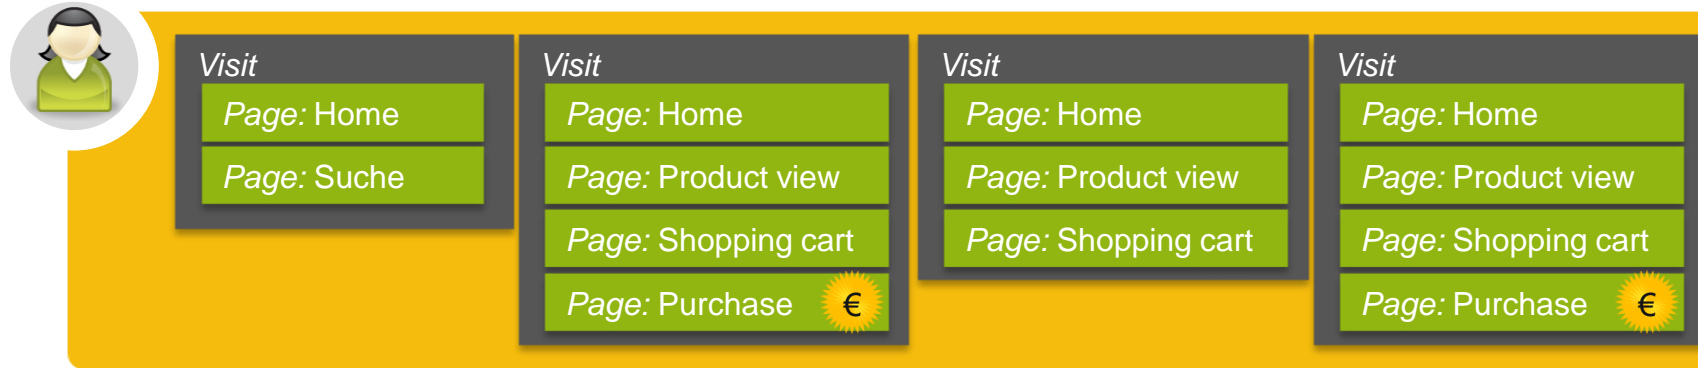 Visit
Page: Home
Page: Suche
Visit
Page: Home
Page: Product view
Page: Shopping cart
Page: Purchase €
Visit
Page: Home
Page: Product view
Page: Shopping cart
Visit
Page: Home
Page: Product view
Page: Shopping cart
Page: Purchase €